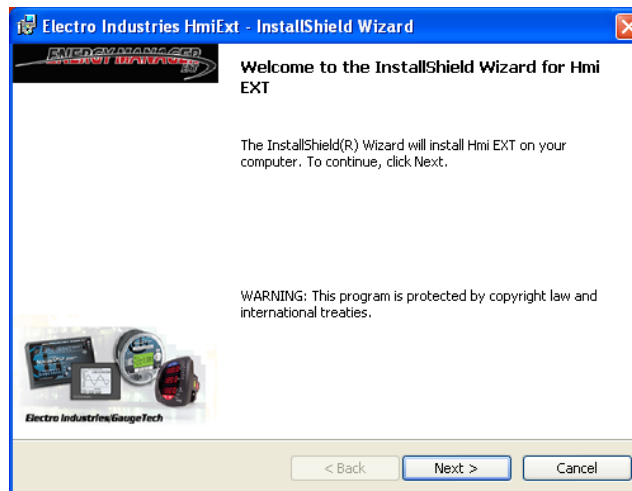 Electro Industries HmiExt - InstallShield Wizard
ENERGY MANAGER
EXT
Welcome to the InstallShield Wizard for Hmi
EXT
The InstallShield(R) Wizard will install Hmi EXT on your
computer. To continue, click Next.
WARNING: This program is protected by copyright law and
international treaties.
Electro Industries/GaugeTech
< Back
Next >
Cancel